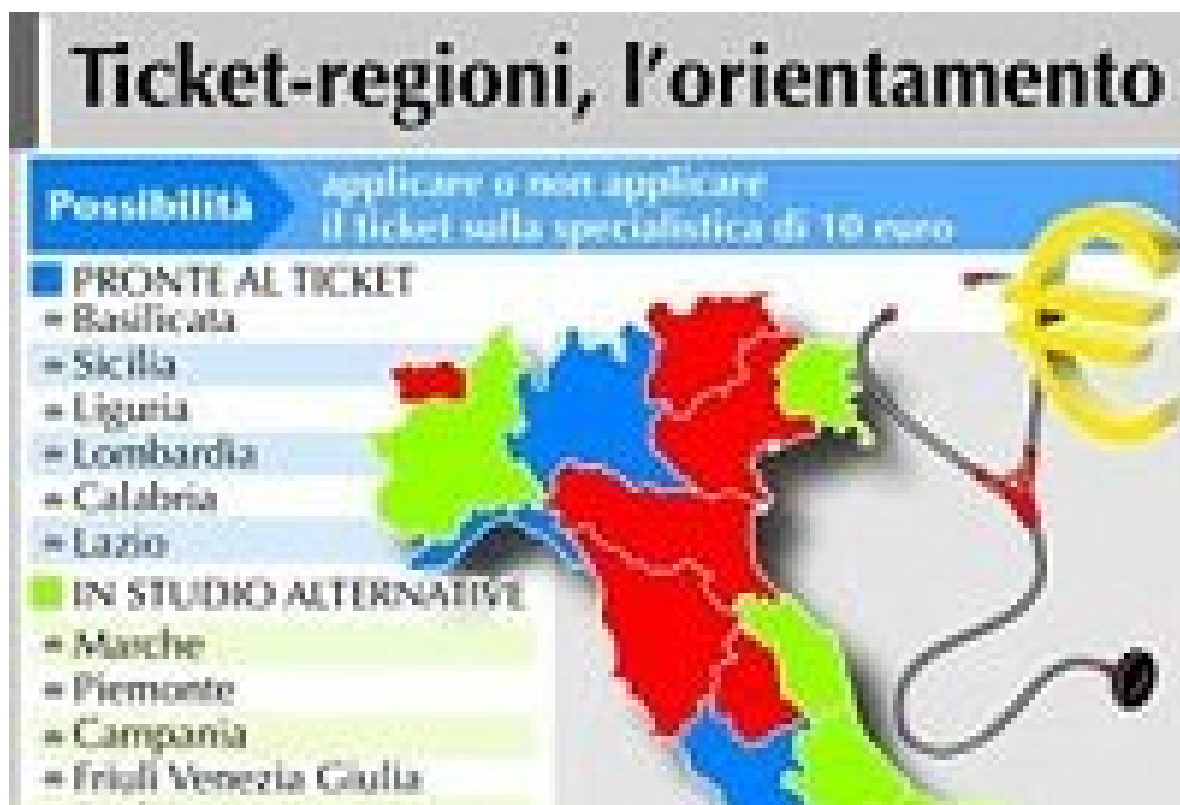 Ticket-regioni, l'orientamento
Possibilità
applicare o non applicare
il ticket sulla specialistica di 10 euro
PRONTE AL TICKET
Basilicata
Sicilia
Liguria
Lombardia
Calabria
Lazio
IN STUDIO ALTERNATIVE
Marche
Piemonte
Campania
Friuli Venezia Giulia